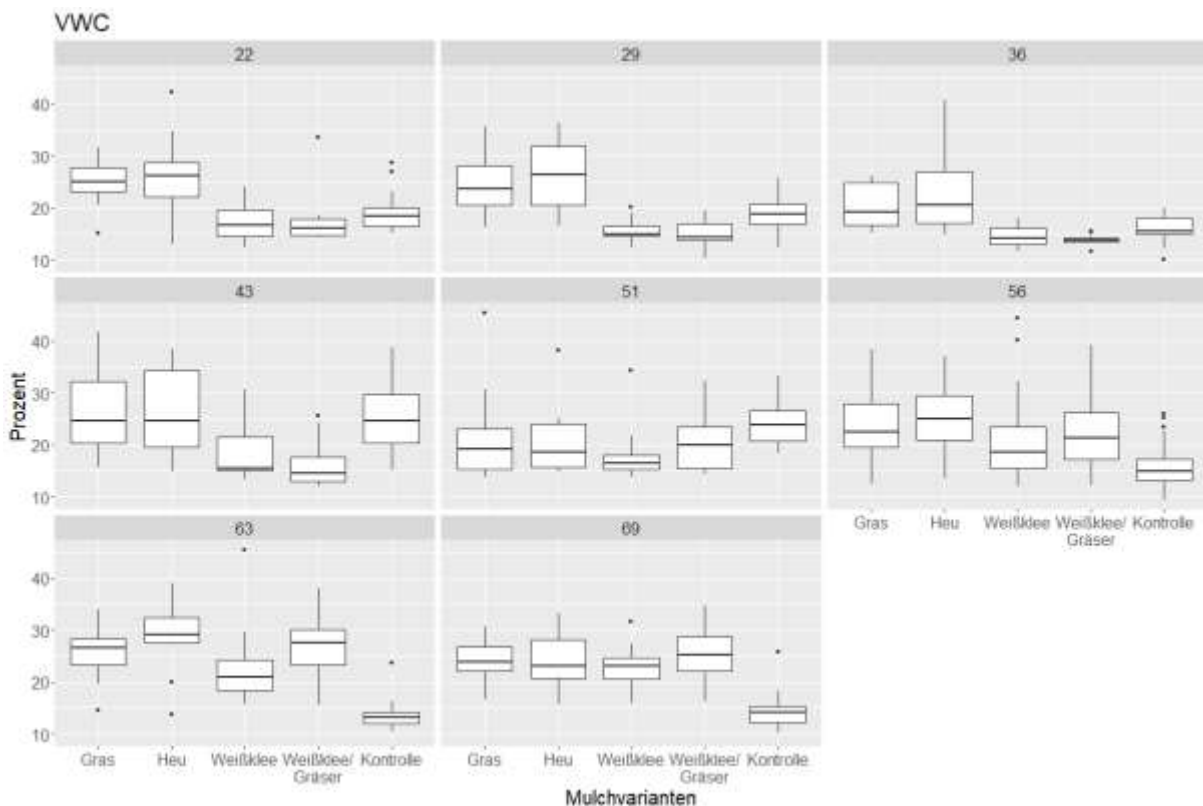 VWC
22 29 36
40
30
20
10
43 51 56
40
30
20
10
Prozent
Gras Heu Weißklee Weißklee/ Kontrolle
Gräser
63 69
40
30
20
10
Gras Heu Weißklee Weißklee/ Kontrolle Gras Heu Weißklee Weißklee/ Kontrolle
Gräser Gräser
Mulchvarianten